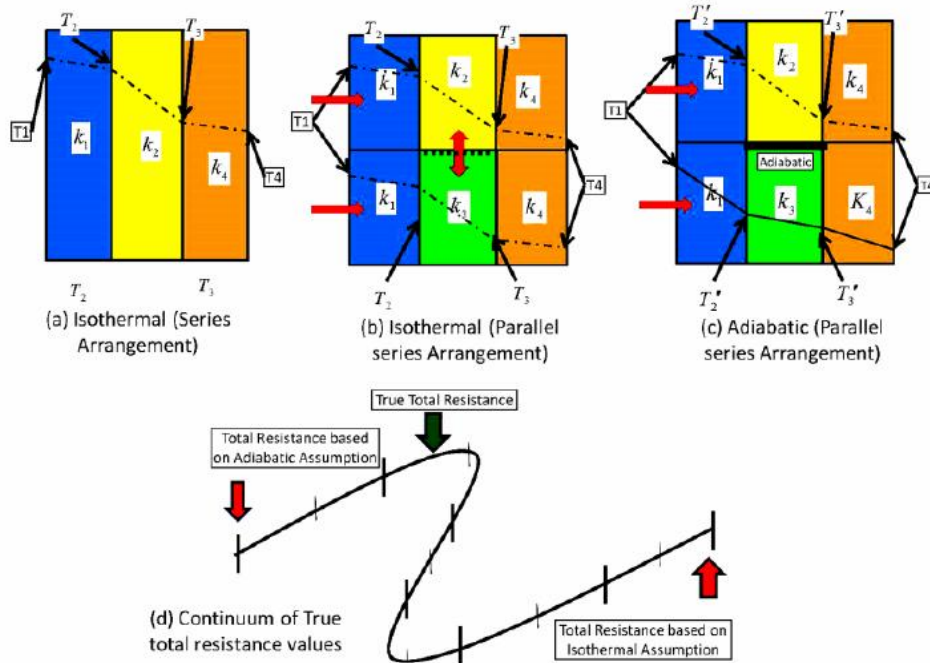 T₂
T₃
T1
k₁
k₂
k₄
T4
T₂
T₃
(a) Isothermal (Series
Arrangement)
T₂
T₃
k₁
k₂
k₄
T1
T4
k₁
k₄
T₂
T₃
(b) Isothermal (Parallel
series Arrangement)
T₂′
T₃′
k₁
k₂
k₄
T1
Adiabatic
T4
k₁
k₃
K₄
T₂″
T₃″
(c) Adiabatic (Parallel
series Arrangement)
True Total Resistance
Total Resistance based
on Adiabatic Assumption
(d) Continuum of True
total resistance values
Total Resistance based on
Isothermal Assumption